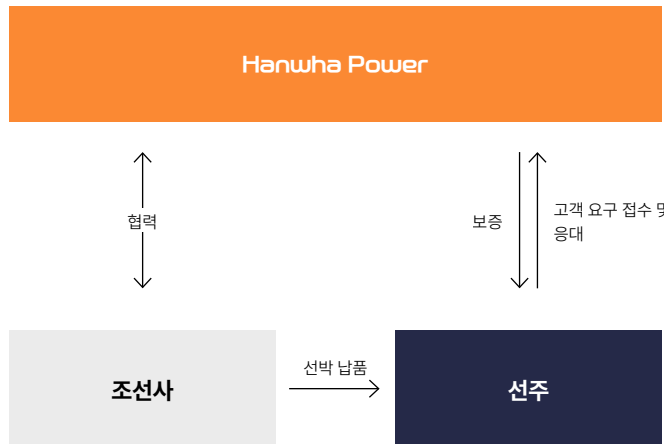 Hanwha Power
협력
보증
고객 요구 접수 및
응대
선박 납품
조선사
선주